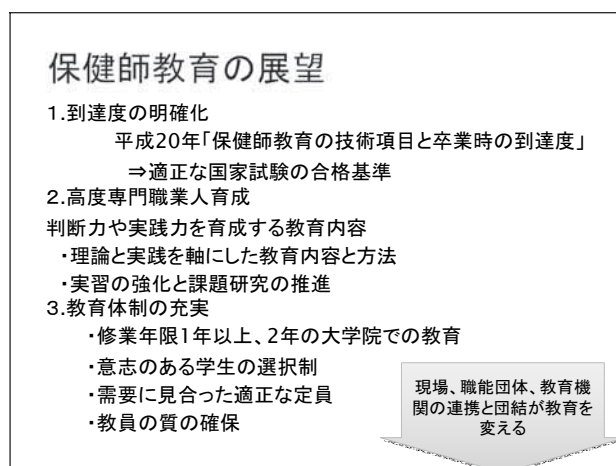 保健師教育の展望
1.到達度の明確化
平成20年「保健師教育の技術項目と卒業時の到達度」
⇒適正な国家試験の合格基準
2.高度専門職業人育成
判断力や実践力を育成する教育内容
・理論と実践を軸にした教育内容と方法
・実習の強化と課題研究の推進
3.教育体制の充実
・修業年限1年以上、2年の大学院での教育
・意志のある学生の選択制
・需要に見合った適正な定員
・教員の質の確保
現場、職能団体、教育機
関の連携と団結が教育を
変える